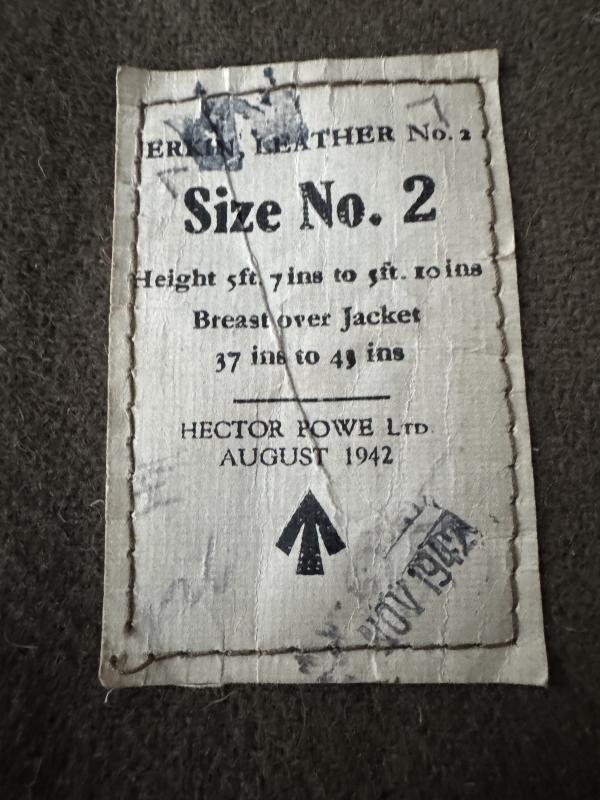 ERKIN, LEATHER No. 2
Size No. 2
Height 5ft. 7ins to 5ft. 10ins
Breast over Jacket
37 ins to 43 ins
HECTOR POWE LTD.
AUGUST 1942
NOV 1942